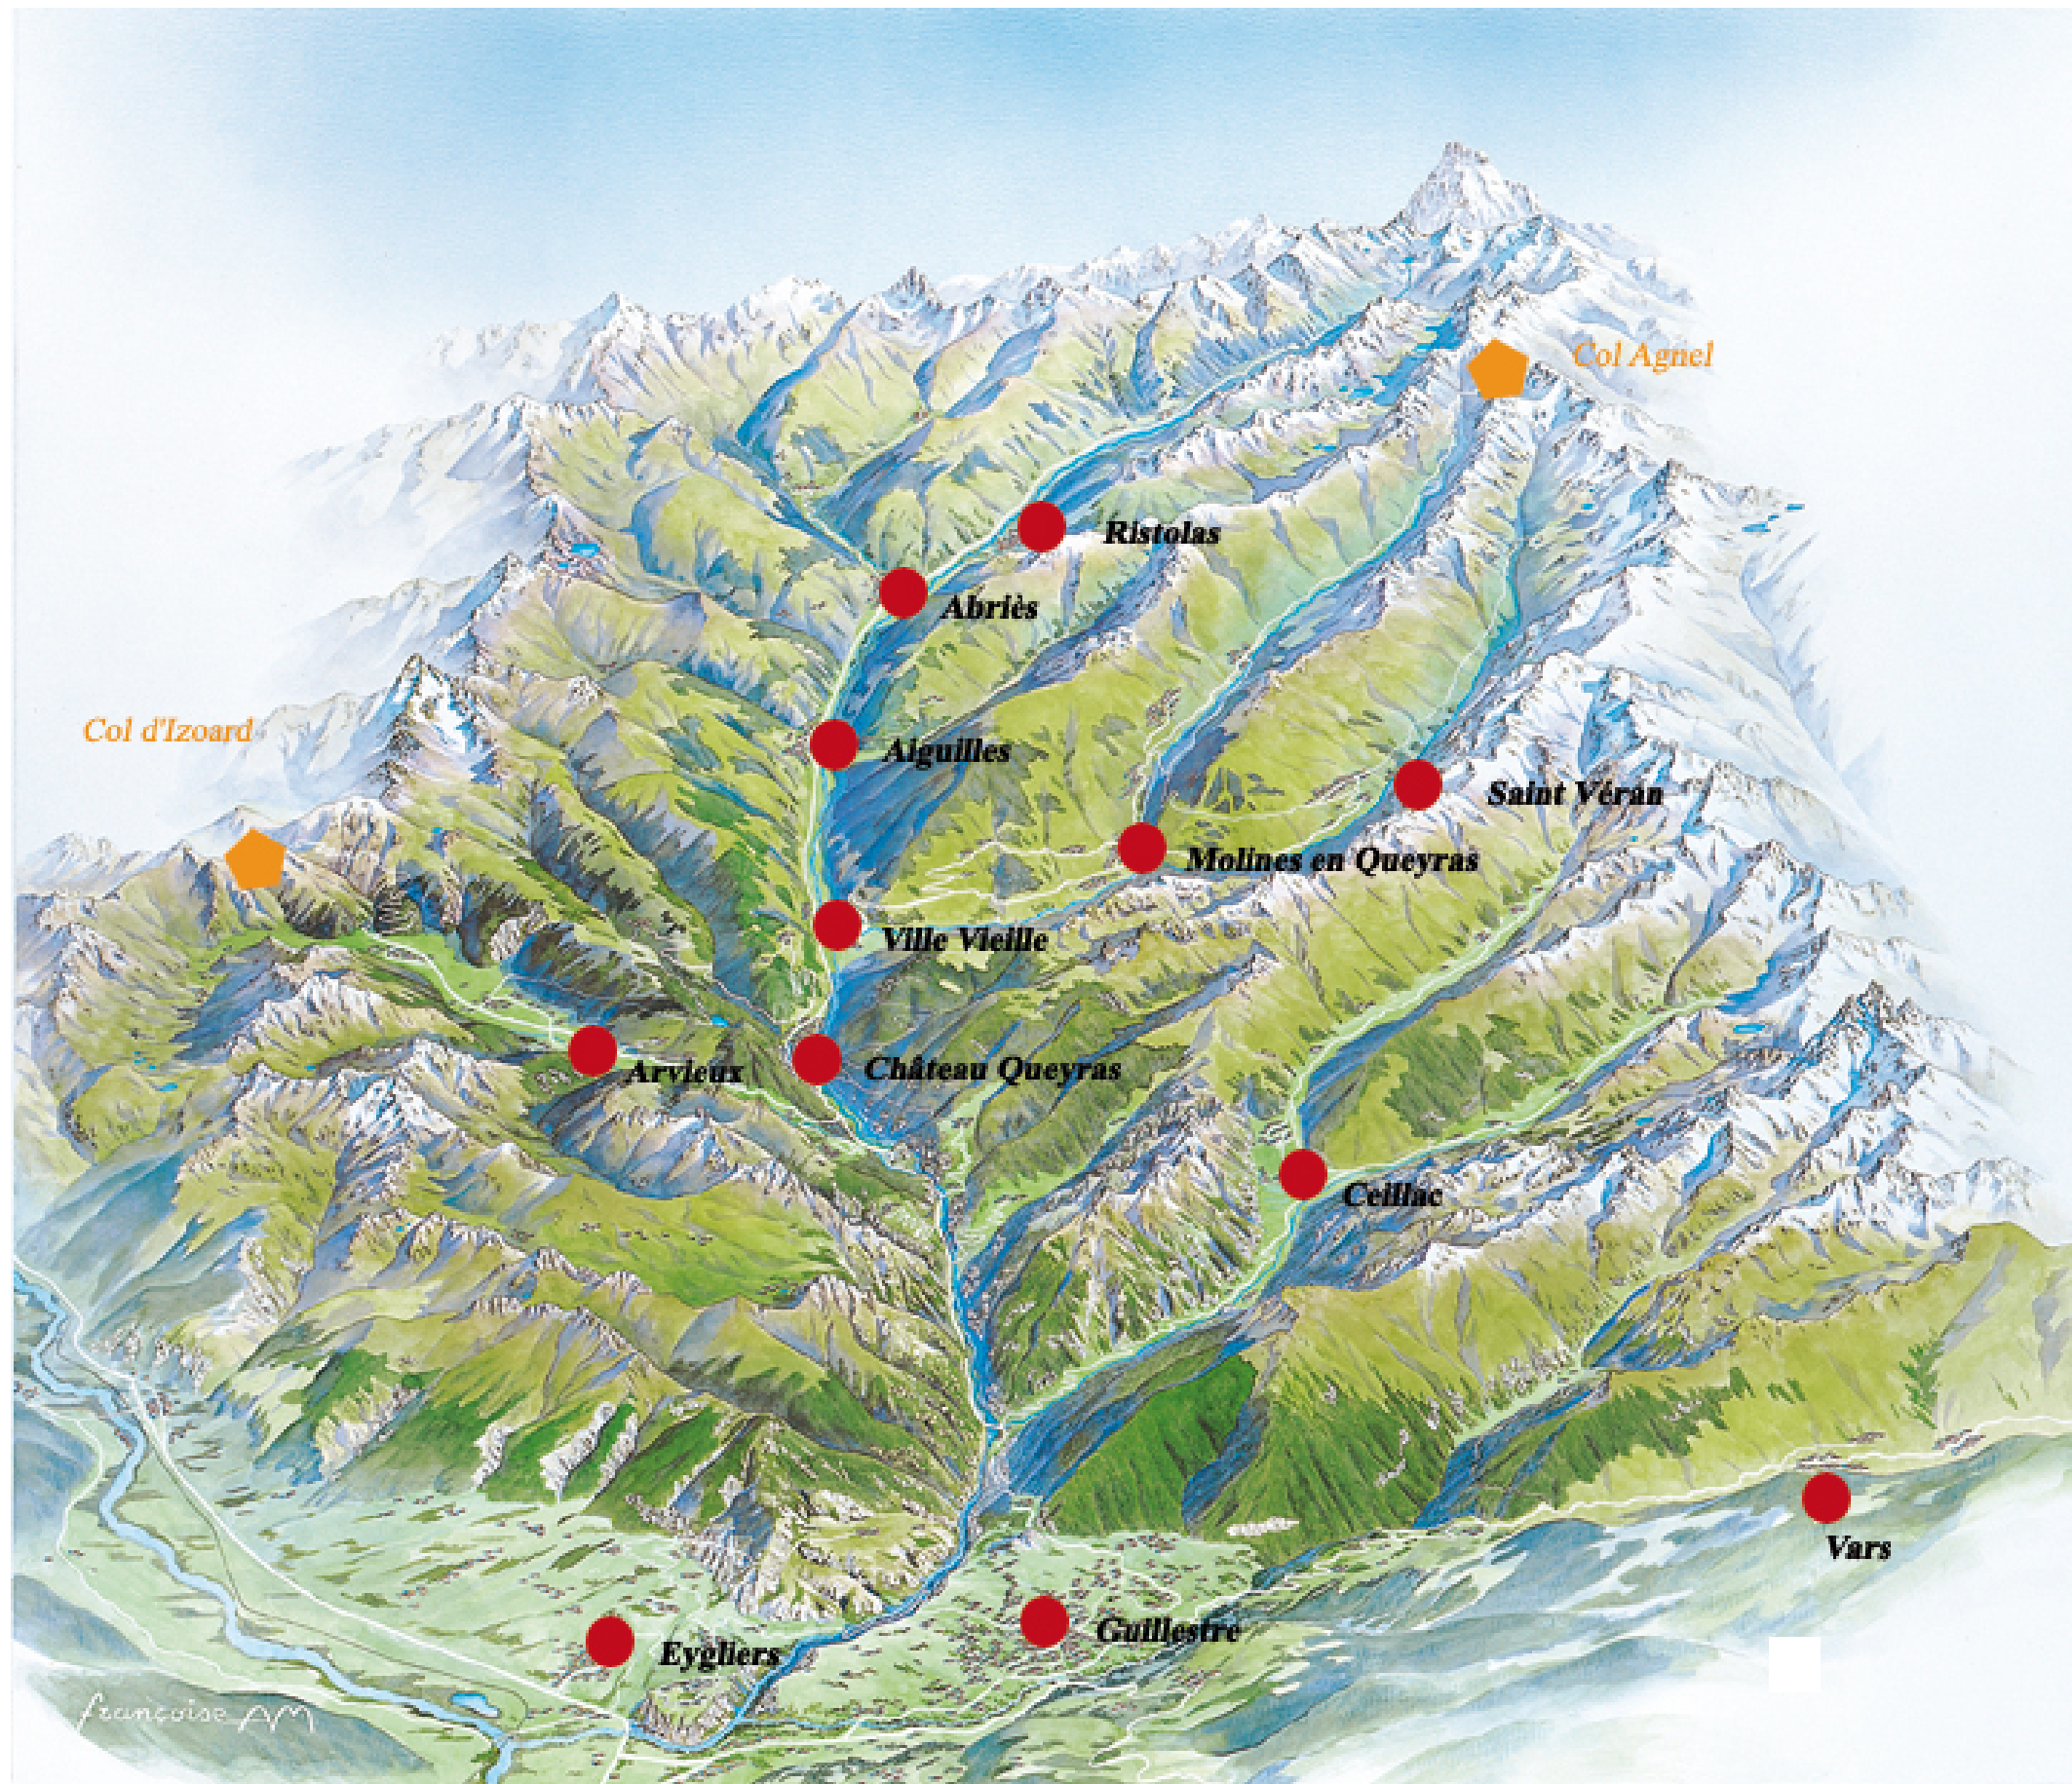 Col Agnel
Ristolas
Abriès
Col d'Izoard
Aiguilles
Saint Véran
Molines en Queyras
Ville Vieille
Arvieux
Château Queyras
Ceillac
Vars
Guillestre
Eygliers
françoise AM